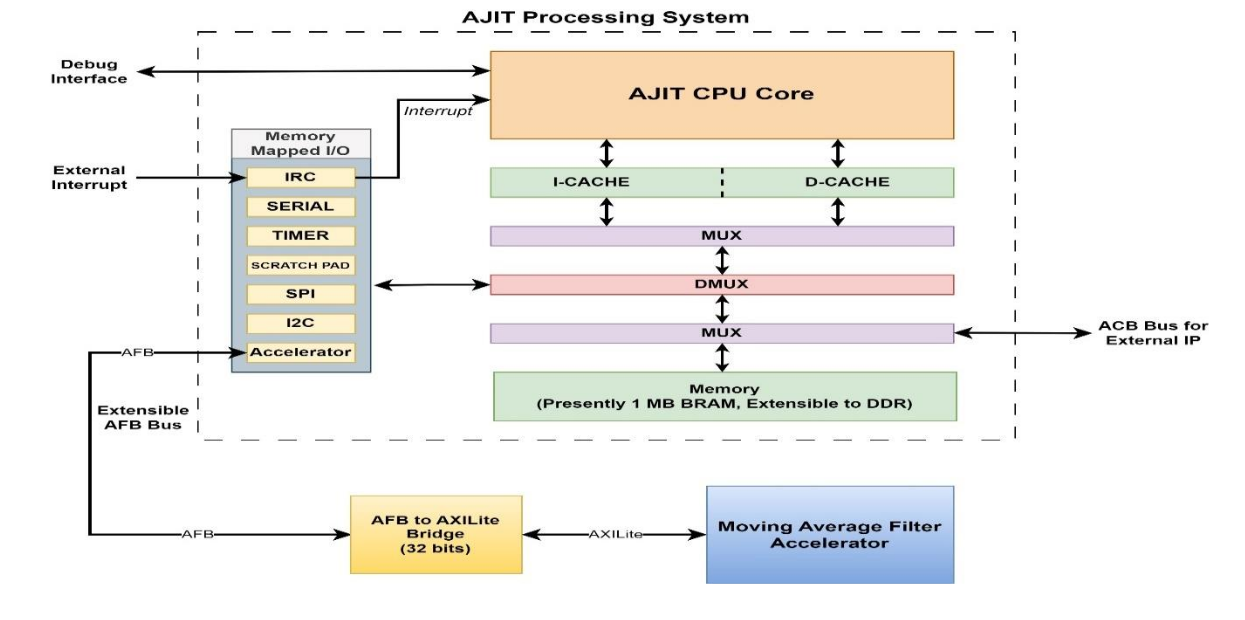 AJIT Processing System
Debug
Interface
AJIT CPU Core
Interrupt
Memory
Mapped I/O
External
Interrupt
IRC
I-CACHE
D-CACHE
SERIAL
TIMER
MUX
SCRATCH PAD
DMUX
SPI
I2C
MUX
ACB Bus for
External IP
AFB
Accelerator
Memory
(Presently 1 MB BRAM, Extensible to DDR)
Extensible
AFB Bus
AFB
AFB to AXILite
Bridge
(32 bits)
AXILite
Moving Average Filter
Accelerator